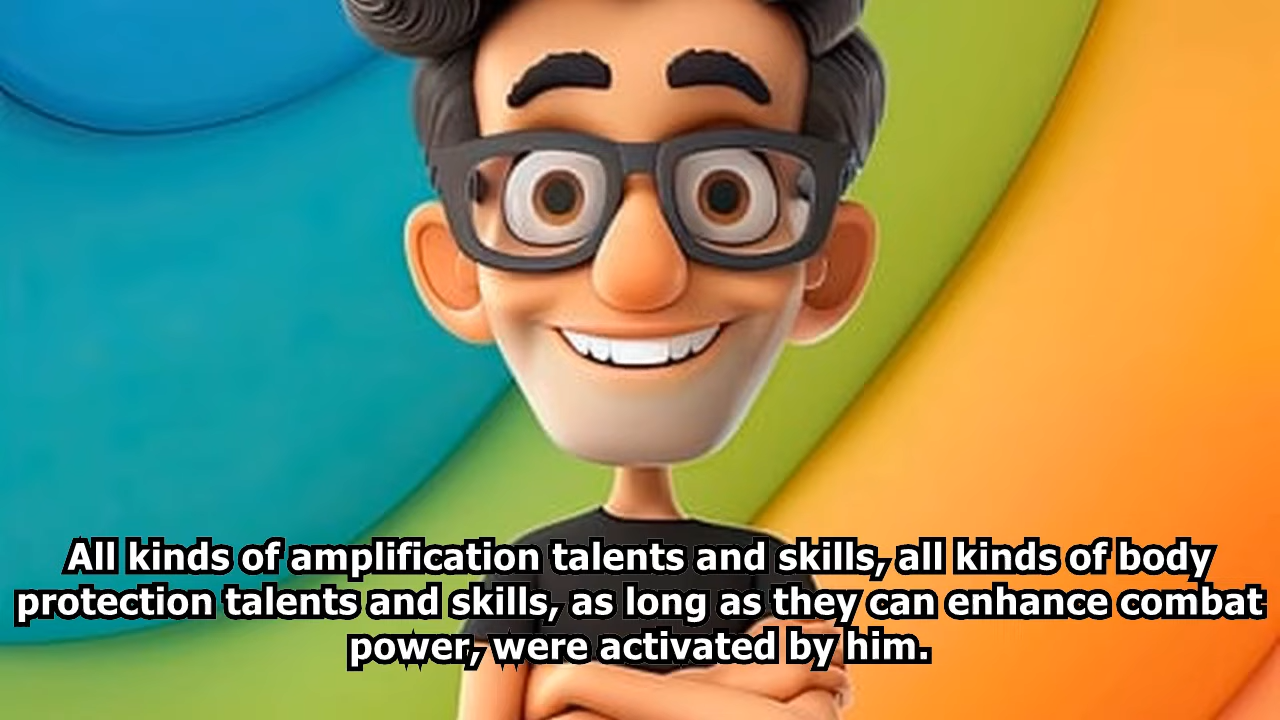 All kinds of amplification talents and skills, all kinds of body
protection talents and skills, as long as they can enhance combat
power, were activated by him.